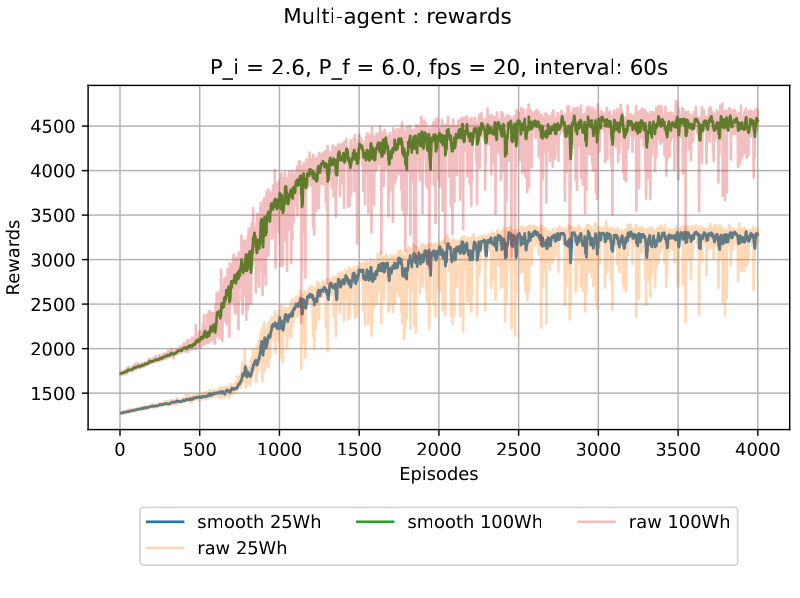 Multi-agent : rewards
P_i = 2.6, P_f = 6.0, fps = 20, interval: 60s
4500
4000
3500
3000
2500
2000
1500
Rewards
0 500 1000 1500 2000 2500 3000 3500 4000
Episodes
smooth 25Wh smooth 100Wh raw 100Wh
raw 25Wh